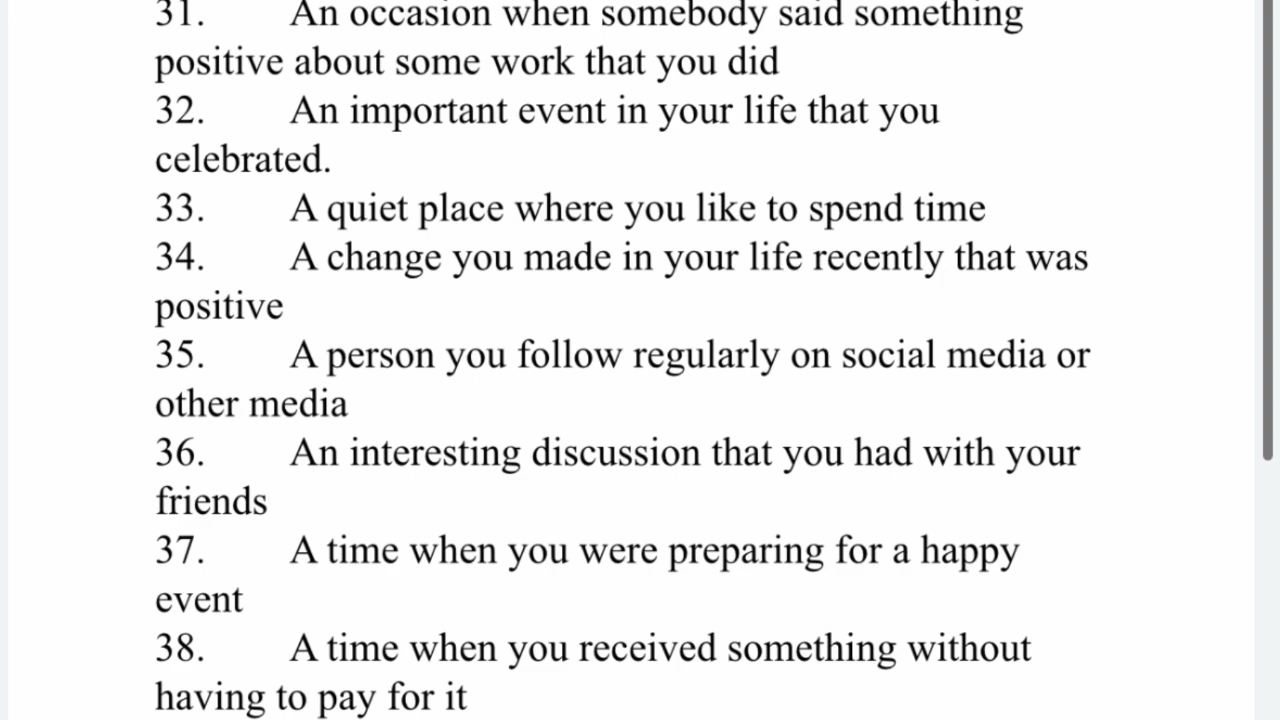 31. An occasion when somebody said something
positive about some work that you did
32. An important event in your life that you
celebrated.
33. A quiet place where you like to spend time
34. A change you made in your life recently that was
positive
35. A person you follow regularly on social media or
other media
36. An interesting discussion that you had with your
friends
37. A time when you were preparing for a happy
event
38. A time when you received something without
having to pay for it